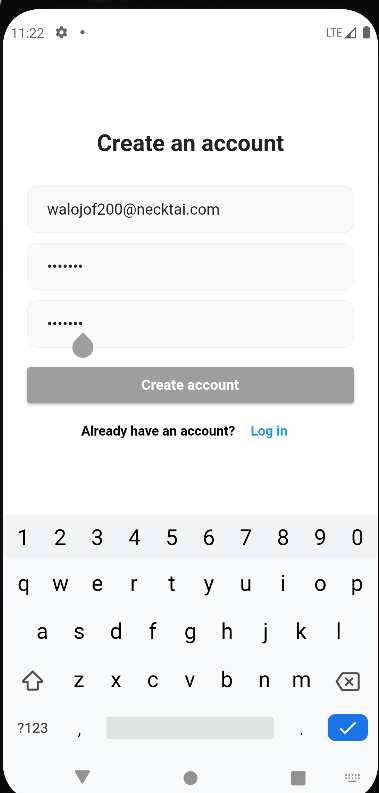 11:22
LTE
Create an account
walojof200@necktai.com
•••••••
•••••••
Create account
Already have an account? Log in
1 2 3 4 5 6 7 8 9 0
q w e r t y u i o p
a s d f g h j k l
z x c v b n m
?123 , .